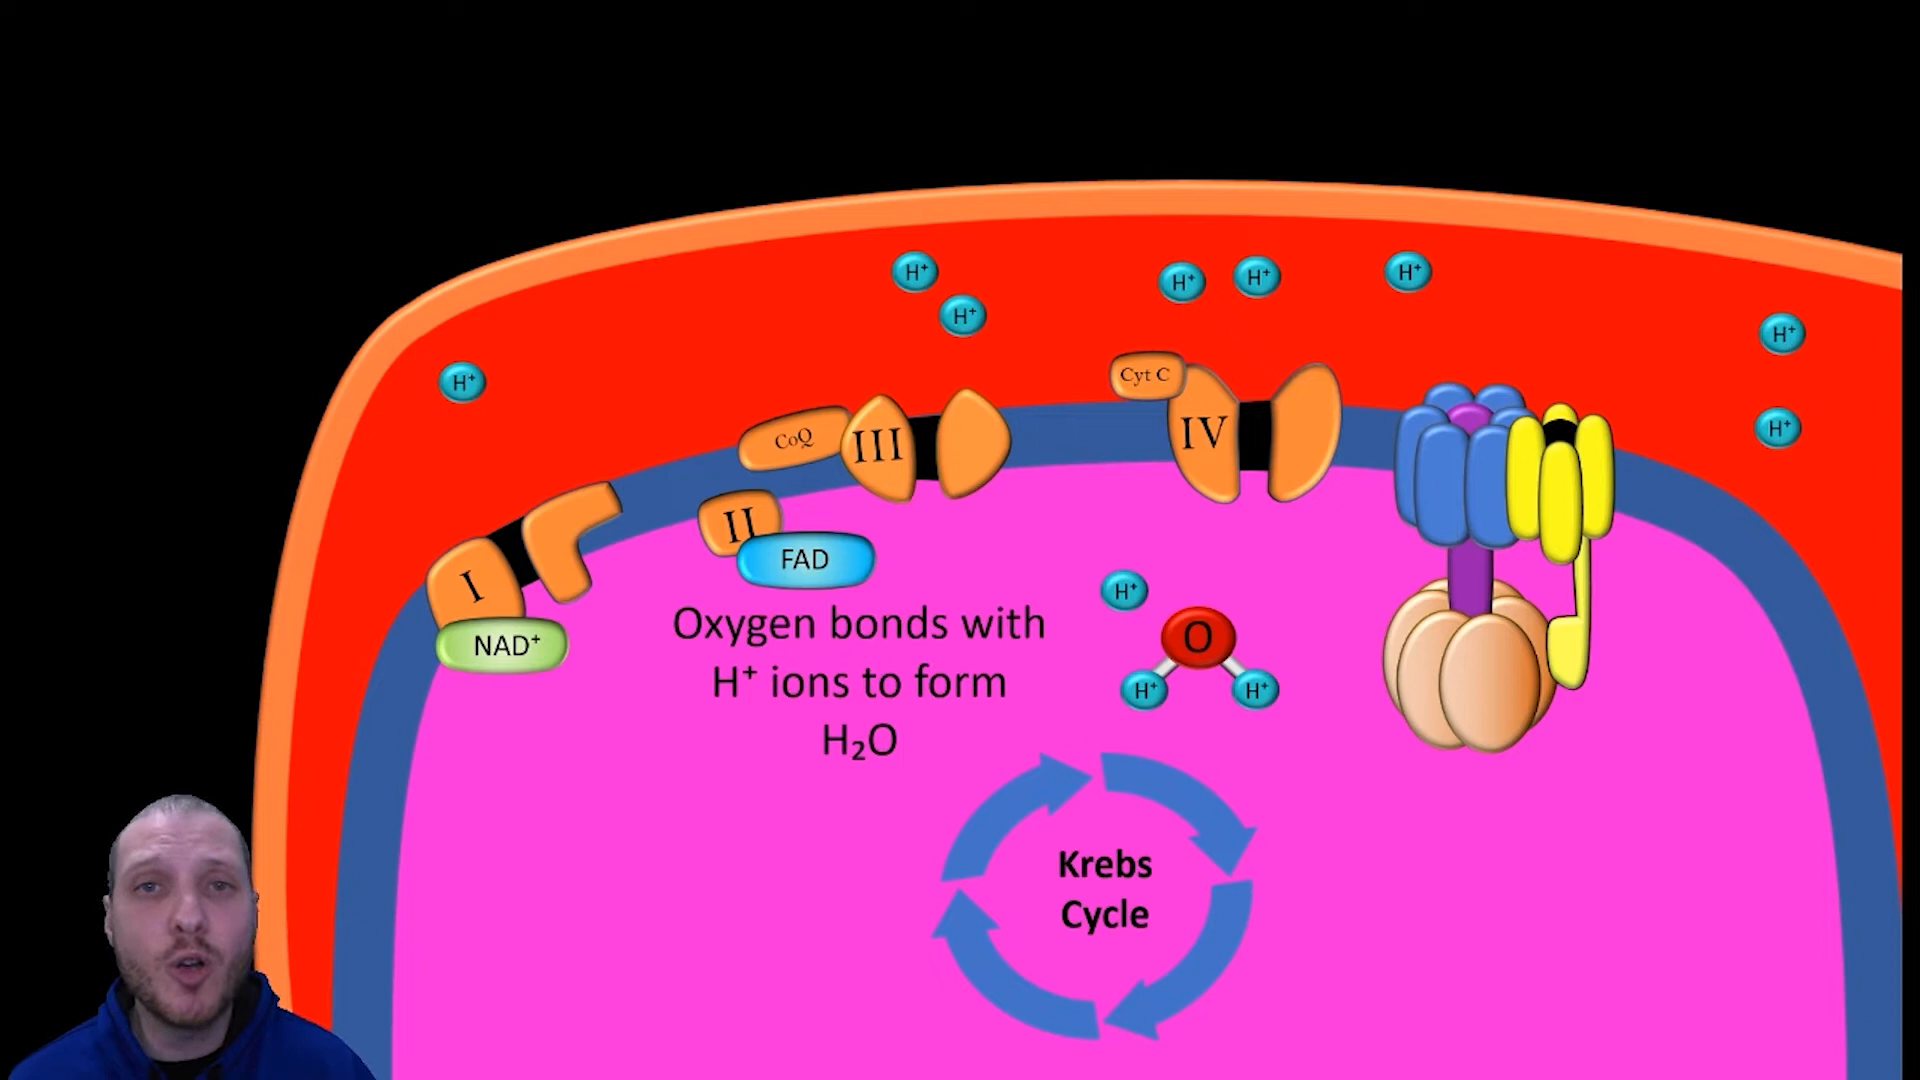 H⁺
H⁺
H⁺
H⁺
H⁺
H⁺
H⁺
H⁺
Cyt C
CoQ
III
IV
II
FAD
I
NAD⁺
Oxygen bonds with
H⁺ ions to form
H₂O
H⁺
O
H⁺
H⁺
Krebs
Cycle